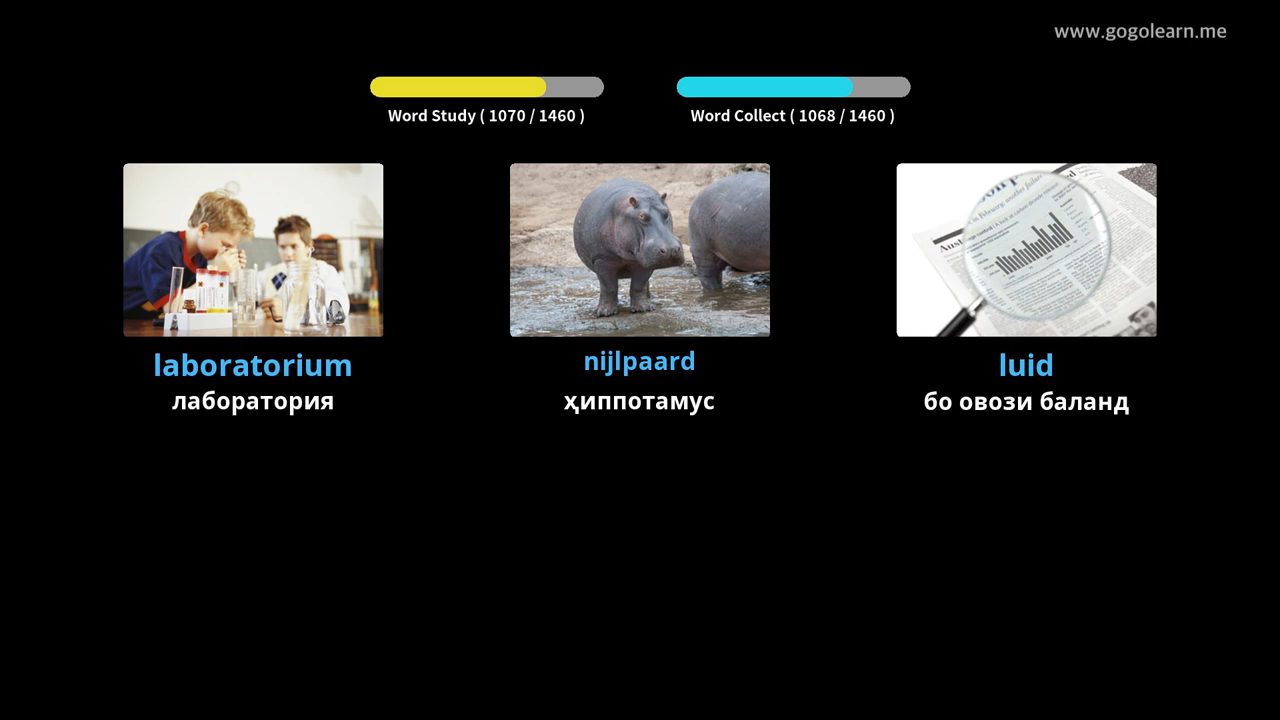 www.gogolearn.me
Word Study ( 1070 / 1460 )
Word Collect ( 1068 / 1460 )
laboratorium
лаборатория
nijlpaard
ҳиппотамус
luid
бо овози баланд